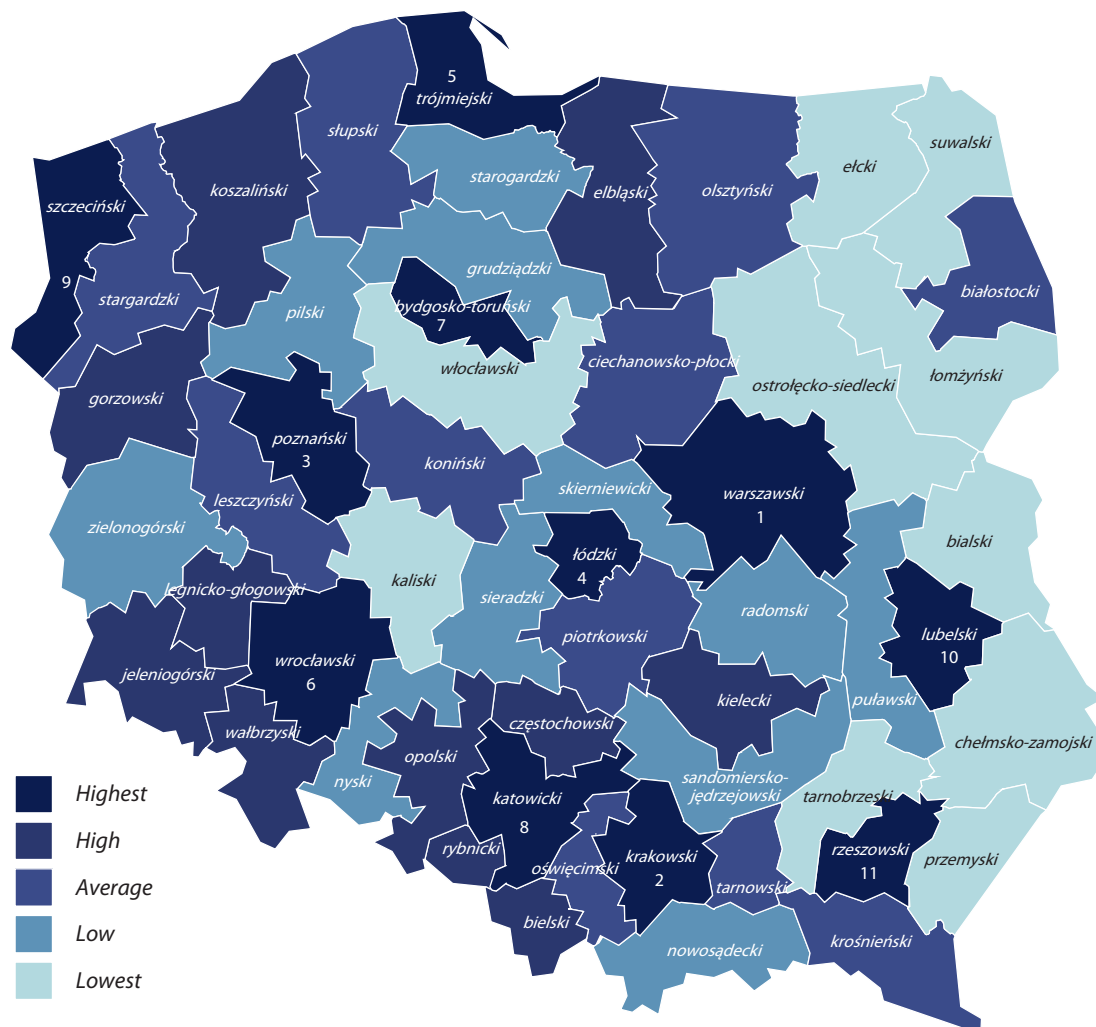 5
trójmiejski
słupski
suwalski
ełcki
starogardzki
koszaliński
elbląski
olsztyński
szczeciński
9
stargardzki
grudziądzki
białostocki
pilski
bydgosko-toruński
7
ciechanowsko-płocki
włocławski
ostrołęcko-siedlecki
łomżyński
gorzowski
poznański
3
koniński
skierniewicki
warszawski
1
leszczyński
zielonogórski
bialski
łódzki
4
kaliski
legnicko-głogowski
sieradzki
radomski
piotrkowski
lubelski
10
wrocławski
6
jeleniogórski
kielecki
puławski
częstochowski
wałbrzyski
chełmsko-zamojski
opolski
nyski
sandomiersko-
jędrzejowski
tarnobrzeski
katowicki
8
rybnicki
oświęcimski
krakowski
2
rzeszowski
11
przemyski
tarnowski
bielski
nowosądecki
krośnieński
Highest
High
Average
Low
Lowest